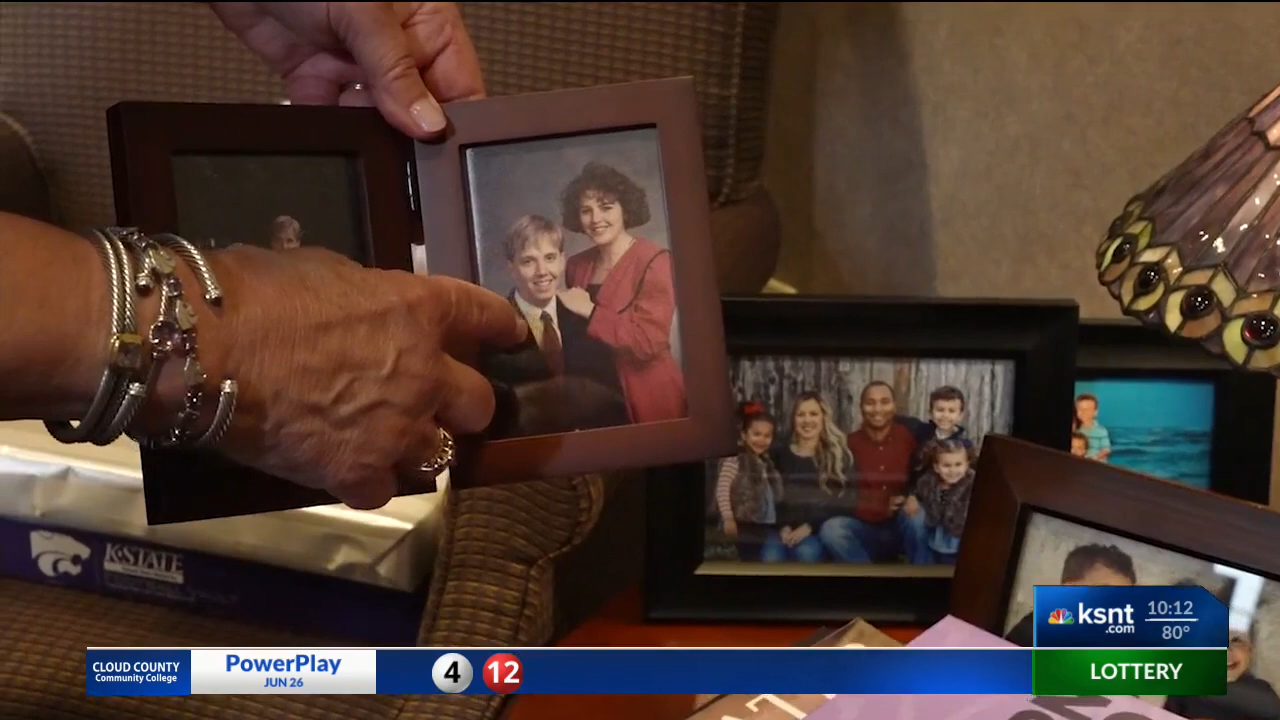 K-STATE
ksnt
.com
10:12
80°
CLOUD COUNTY
Community College
PowerPlay
JUN 26
4
12
LOTTERY